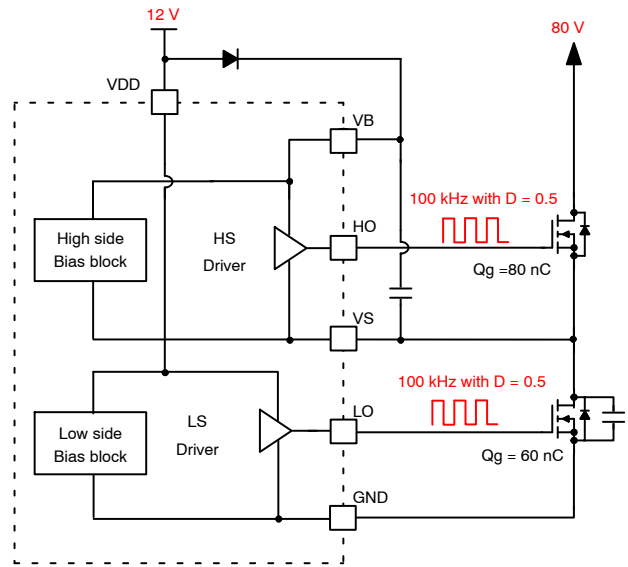 12 V
80 V
VDD
VB
100 kHz with D = 0.5
HO
High side
Bias block
HS
Driver
Qg =80 nC
VS
100 kHz with D = 0.5
LO
Low side
Bias block
LS
Driver
Qg = 60 nC
GND